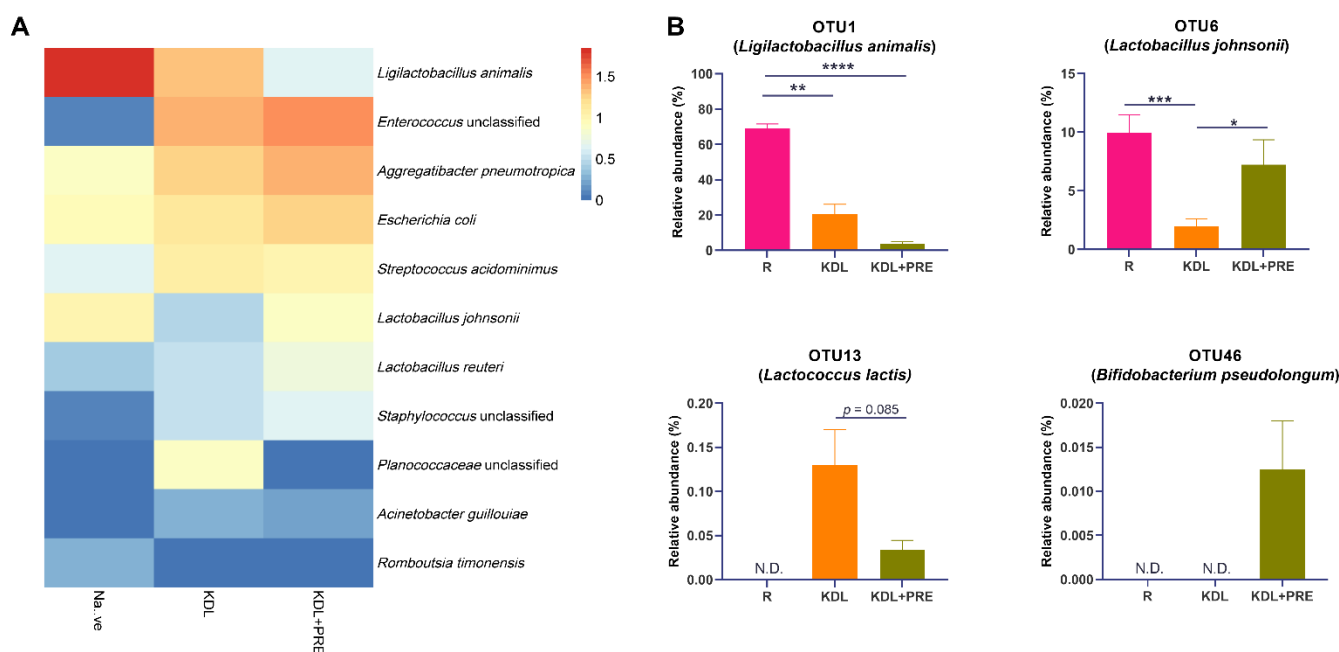 A
Ligilactobacillus animalis
Enterococcus unclassified
Aggregatibacter pneumotropica
Escherichia coli
Streptococcus acidominimus
Lactobacillus johnsonii
Lactobacillus reuteri
Staphylococcus unclassified
Planococcaceae unclassified
Acinetobacter guillouiae
Romboutsia timonensis
1.5
1
0.5
0
Na..ve
KDL
KDL+PRE
B
OTU1
(Ligilactobacillus animalis)
Relative abundance (%)
100
80
60
40
20
0
****
**
R
KDL
KDL+PRE
OTU6
(Lactobacillus johnsonii)
Relative abundance (%)
15
10
5
0
***
*
R
KDL
KDL+PRE
OTU13
(Lactococcus lactis)
Relative abundance (%)
0.20
0.15
0.10
0.05
0.00
p = 0.085
N.D.
R
KDL
KDL+PRE
OTU46
(Bifidobacterium pseudolongum)
Relative abundance (%)
0.020
0.015
0.010
0.005
0.000
N.D.
N.D.
R
KDL
KDL+PRE